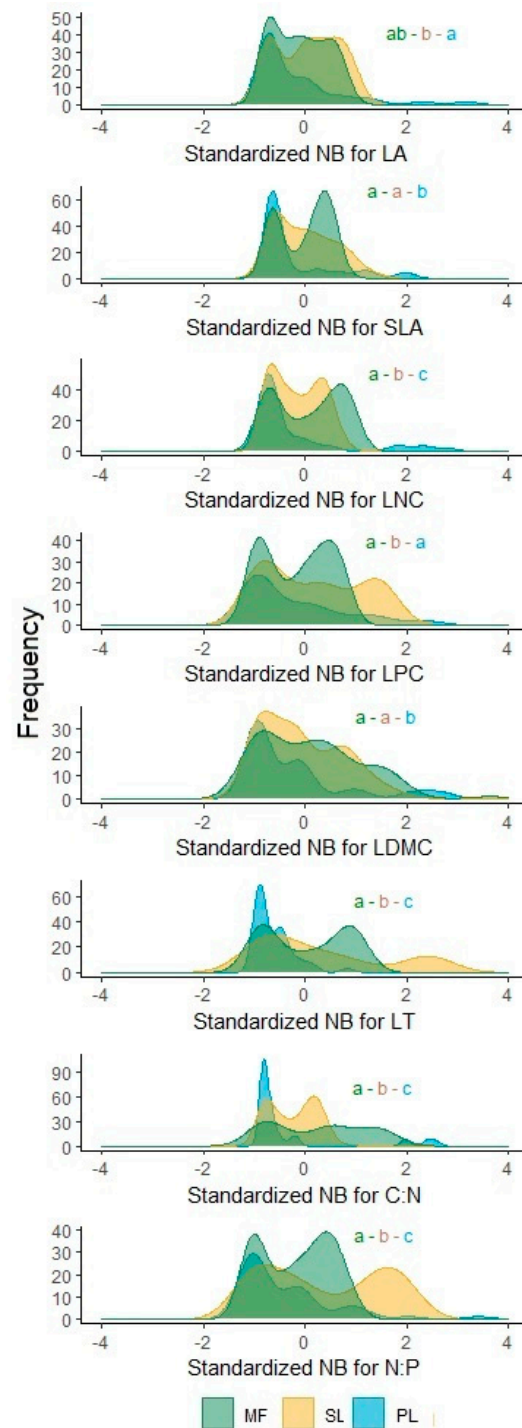 50
40
30
20
10
0
ab - b - a
-4 -2 0 2 4
Standardized NB for LA
60
40
20
0
a - a - b
-4 -2 0 2 4
Standardized NB for SLA
40
20
0
a - b - c
-4 -2 0 2 4
Standardized NB for LNC
40
30
20
10
0
a - b - a
-4 -2 0 2 4
Standardized NB for LPC
Frequency
30
20
10
0
a - a - b
-4 -2 0 2 4
Standardized NB for LDMC
60
40
20
0
a - b - c
-4 -2 0 2 4
Standardized NB for LT
90
60
30
0
a - b - c
-4 -2 0 2 4
Standardized NB for C:N
40
30
20
10
0
a - b - c
-4 -2 0 2 4
Standardized NB for N:P
MF SL PL